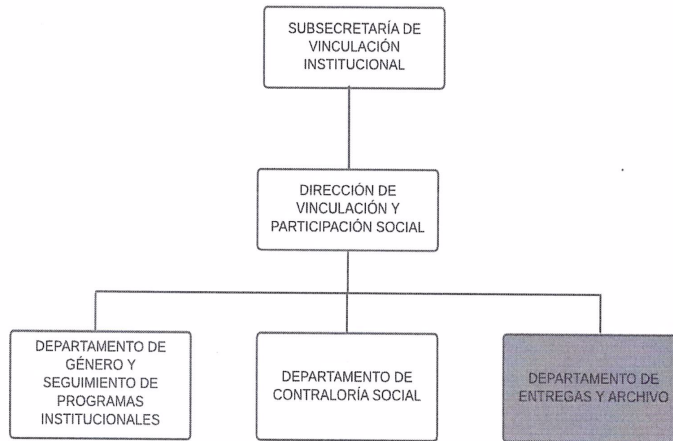 SUBSECRETARÍA DE
VINCULACIÓN
INSTITUCIONAL
DIRECCIÓN DE
VINCULACIÓN Y
PARTICIPACIÓN SOCIAL
DEPARTAMENTO DE
GÉNERO Y
SEGUIMIENTO DE
PROGRAMAS
INSTITUCIONALES
DEPARTAMENTO DE
CONTRALORÍA SOCIAL
DEPARTAMENTO DE
ENTREGAS Y ARCHIVO